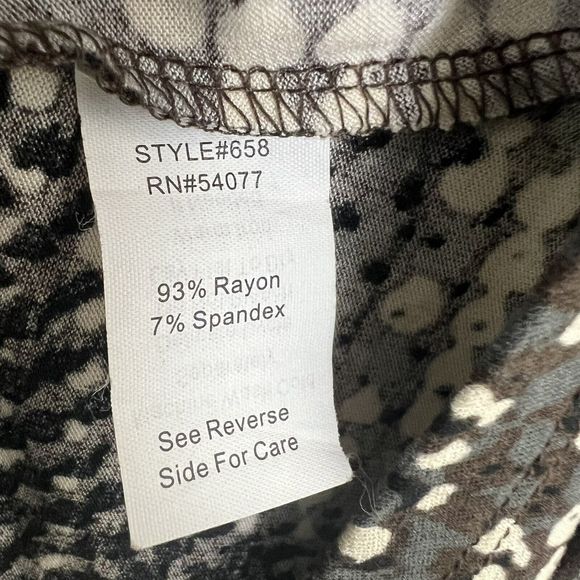 STYLE#658
RN#54077
93% Rayon
7% Spandex
See Reverse
Side For Care